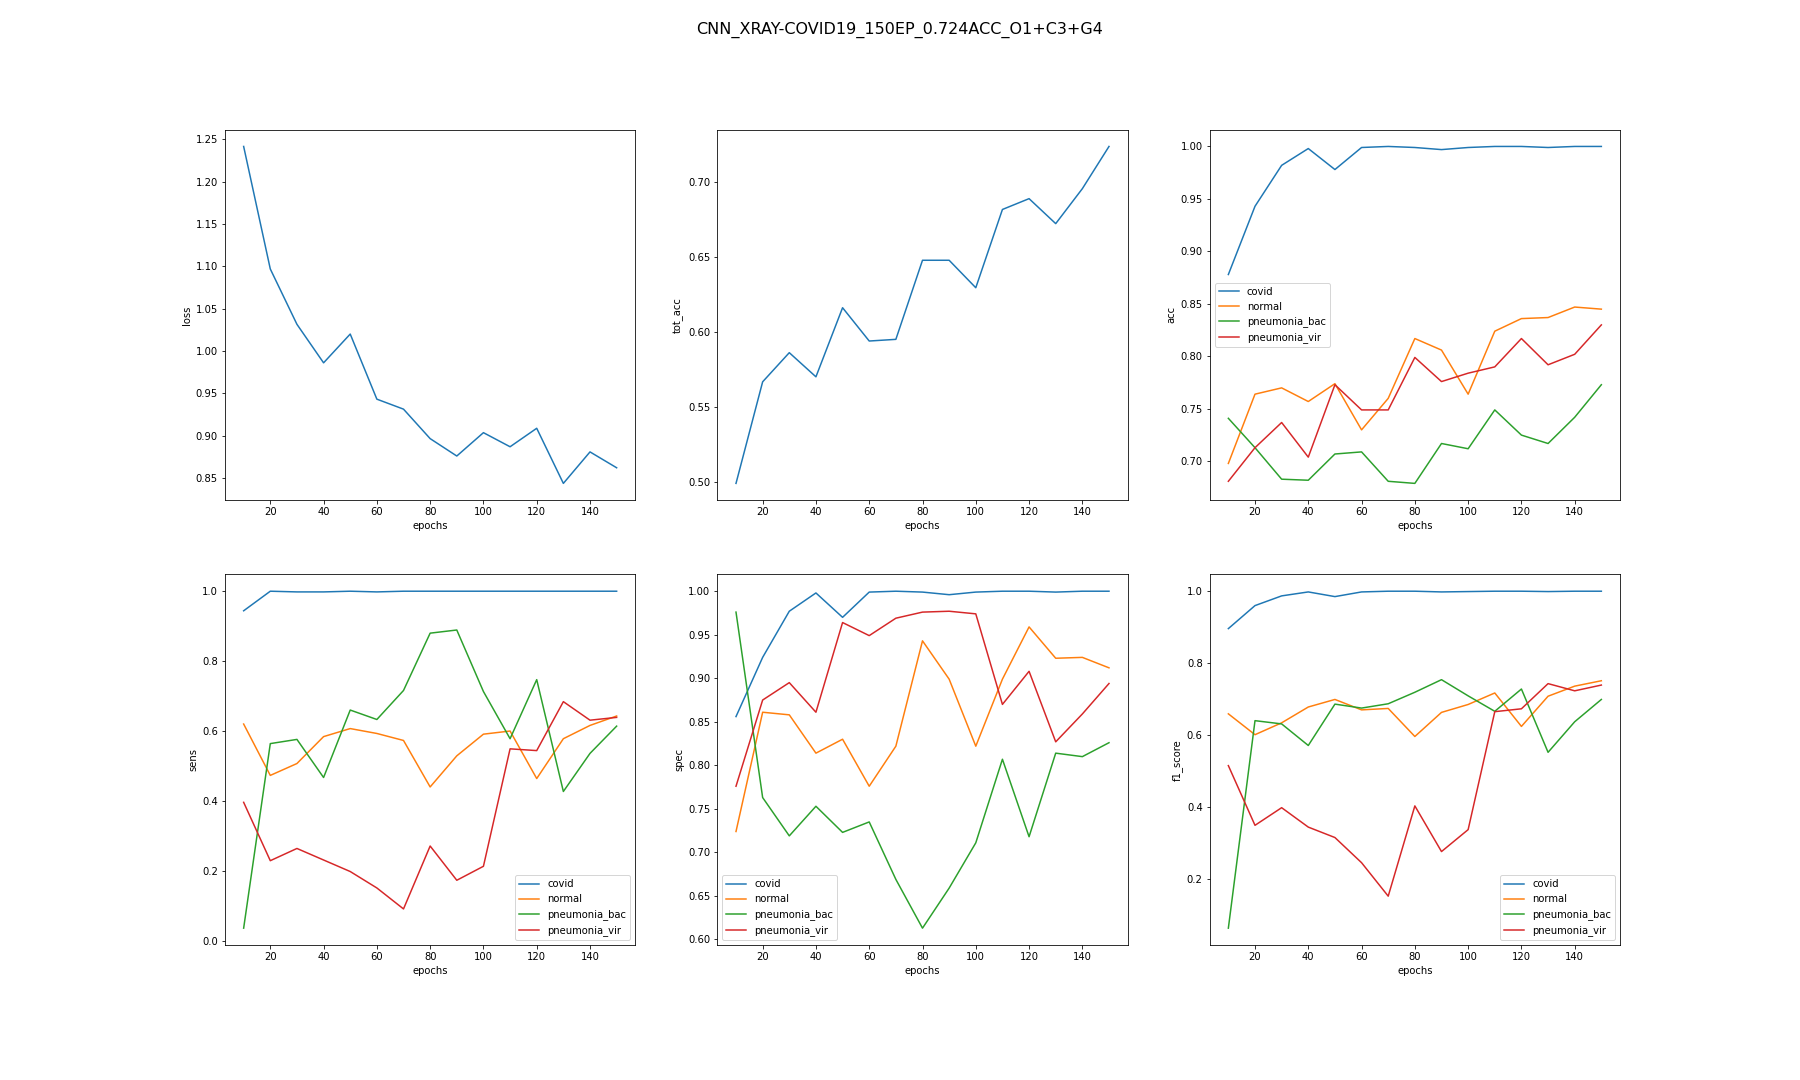 CNN_XRAY-COVID19_150EP_0.724ACC_O1+C3+G4
1.25
1.20
1.15
1.10
1.05
1.00
0.95
0.90
0.85
loss
20 40 60 80 100 120 140
epochs
0.70
0.65
0.60
0.55
0.50
tot_acc
20 40 60 80 100 120 140
epochs
1.00
0.95
0.90
0.85
0.80
0.75
0.70
acc
covid
normal
pneumonia_bac
pneumonia_vir
20 40 60 80 100 120 140
epochs
1.0
0.8
0.6
0.4
0.2
0.0
sens
covid
normal
pneumonia_bac
pneumonia_vir
20 40 60 80 100 120 140
epochs
1.00
0.95
0.90
0.85
0.80
0.75
0.70
0.65
0.60
spec
covid
normal
pneumonia_bac
pneumonia_vir
20 40 60 80 100 120 140
epochs
1.0
0.8
0.6
0.4
0.2
f1_score
covid
normal
pneumonia_bac
pneumonia_vir
20 40 60 80 100 120 140
epochs